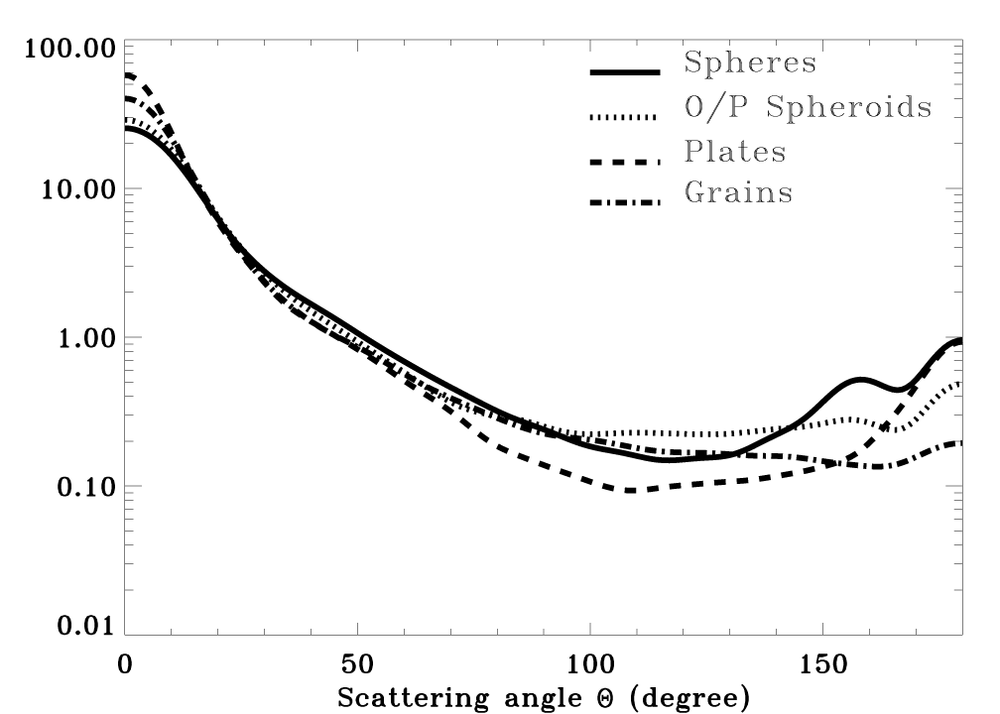 100.00
10.00
1.00
0.10
0.01
Spheres
O/P Spheroids
Plates
Grains
0 50 100 150
Scattering angle Θ (degree)